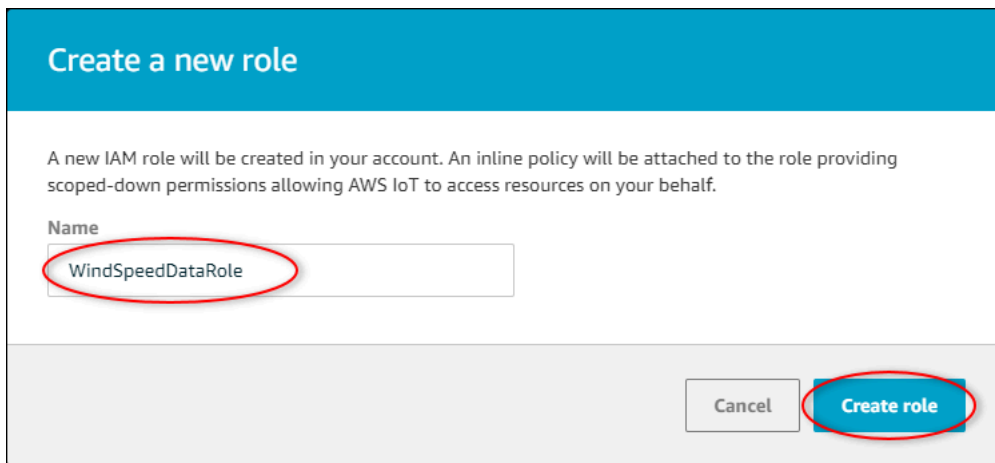 Create a new role
A new IAM role will be created in your account. An inline policy will be attached to the role providing
scoped-down permissions allowing AWS IoT to access resources on your behalf.
Name
WindSpeedDataRole
Cancel
Create role